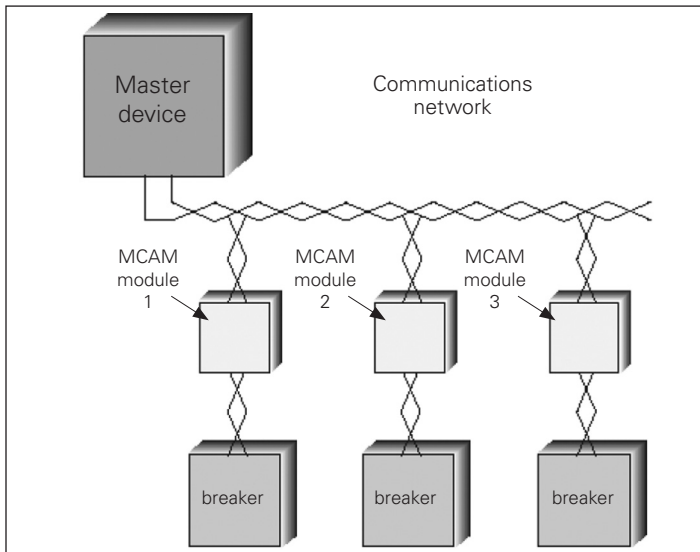 Master
device
Communications
network
MCAM
module
1
MCAM
module
2
MCAM
module
3
breaker
breaker
breaker